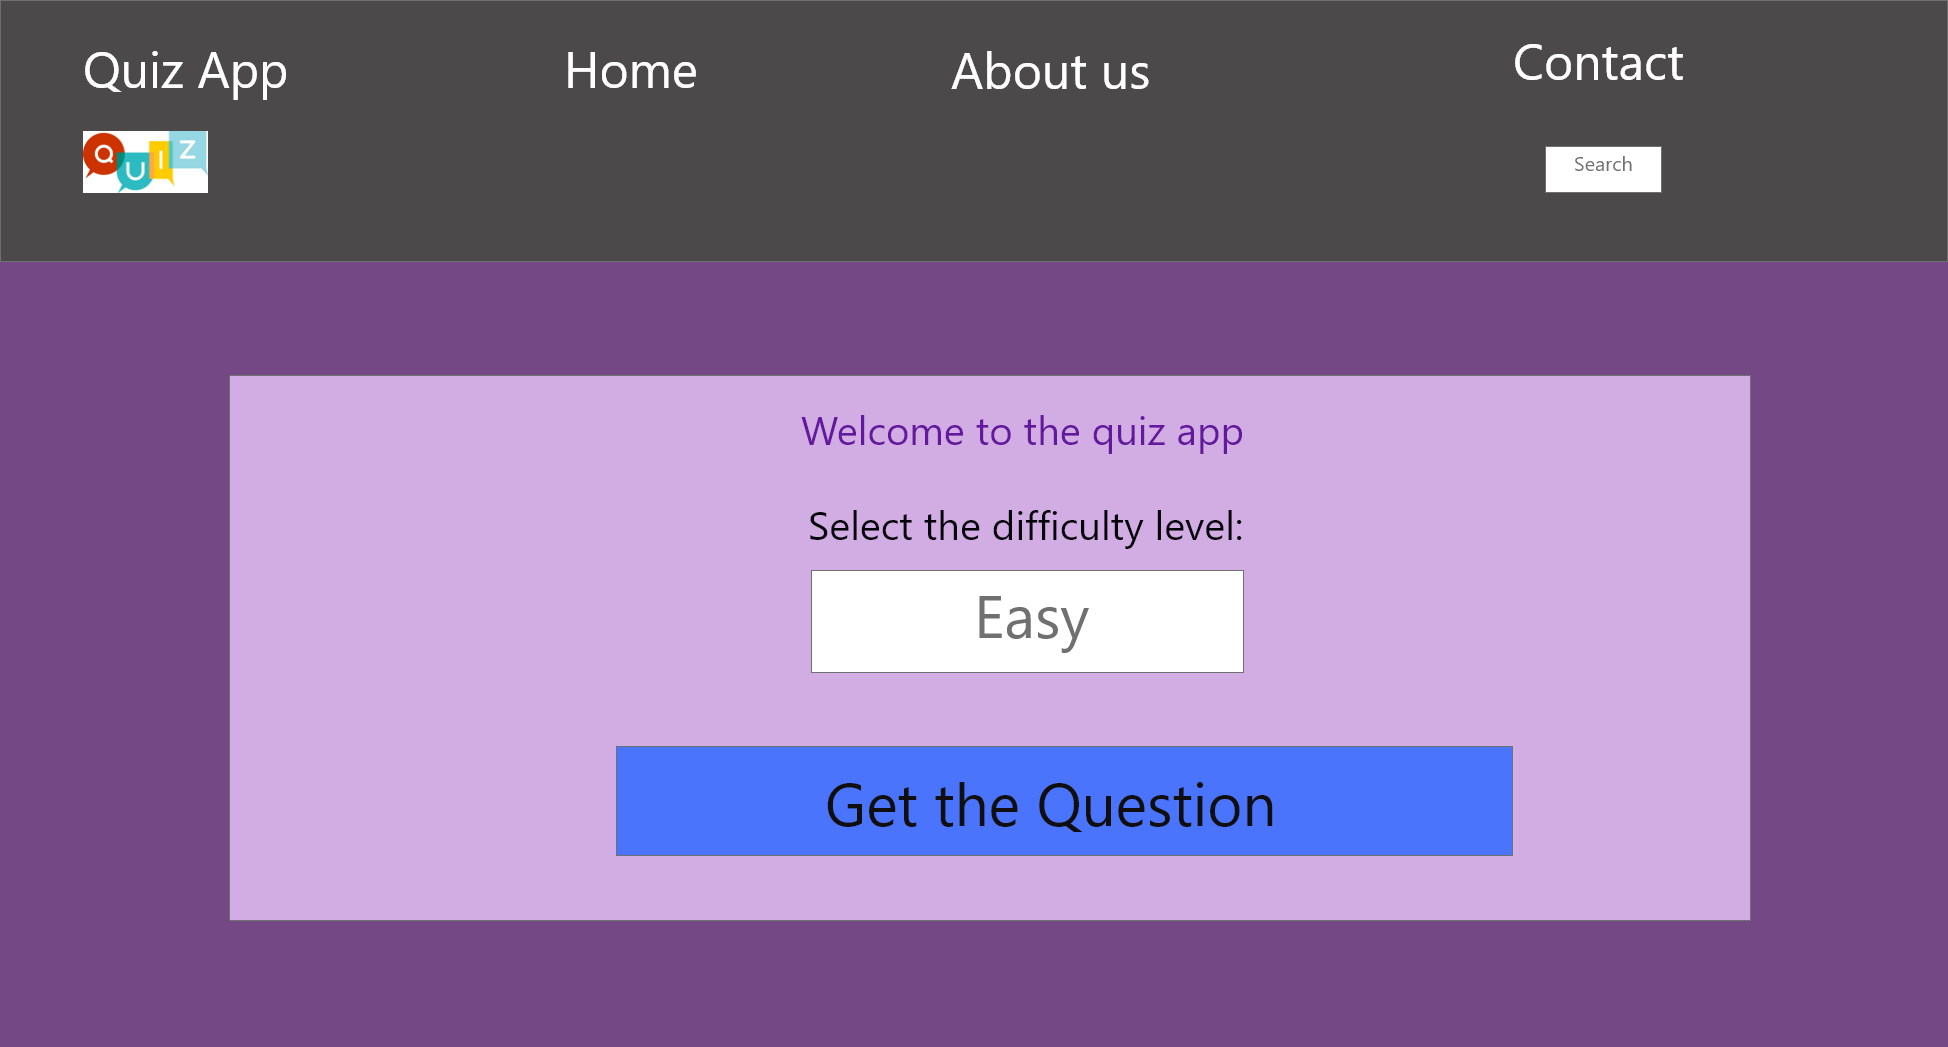 Quiz App
Home
About us
Contact
QUIZ
Search
Welcome to the quiz app
Select the difficulty level:
Easy
Get the Question